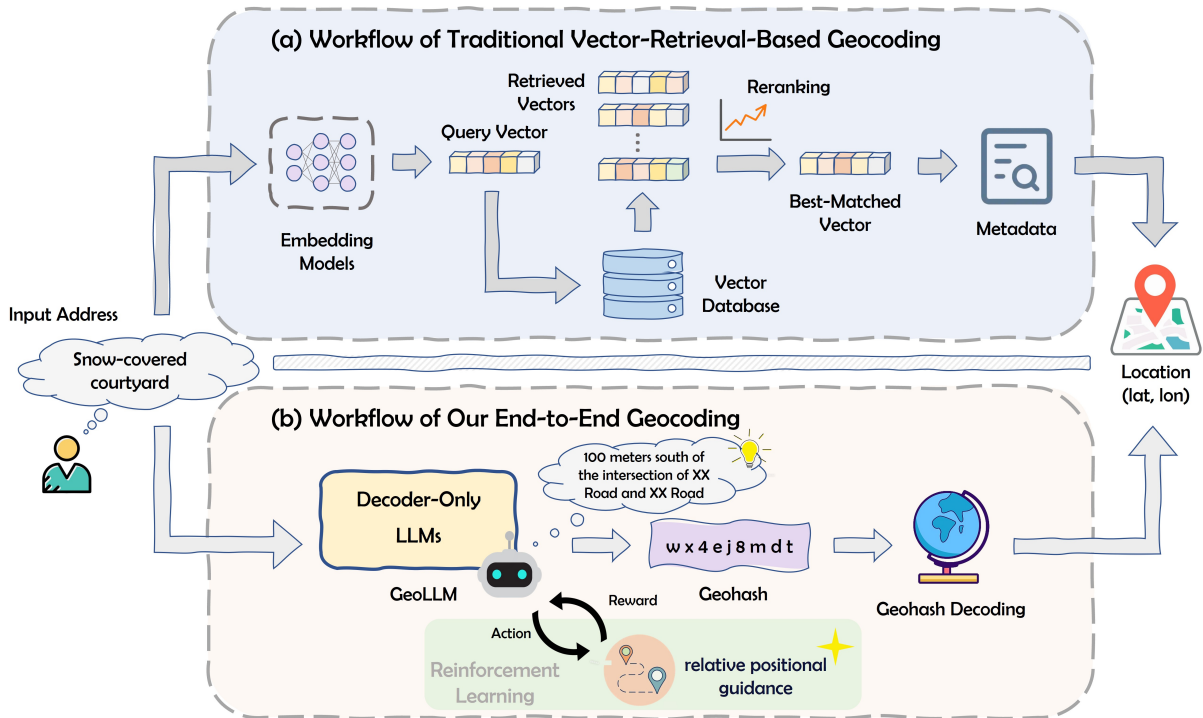 (a) Workflow of Traditional Vector-Retrieval-Based Geocoding
Retrieved
Vectors
Reranking
Query Vector
Embedding
Models
Best-Matched
Vector
Metadata
Vector
Database
Input Address
Snow-covered
courtyard
Location
(lat, lon)
(b) Workflow of Our End-to-End Geocoding
100 meters south of
the intersection of XX
Road and XX Road
Decoder-Only
LLMs
w x 4 e j 8 m d t
GeoLLM
Geohash
Geohash Decoding
Reward
Action
Reinforcement
Learning
relative positional
guidance